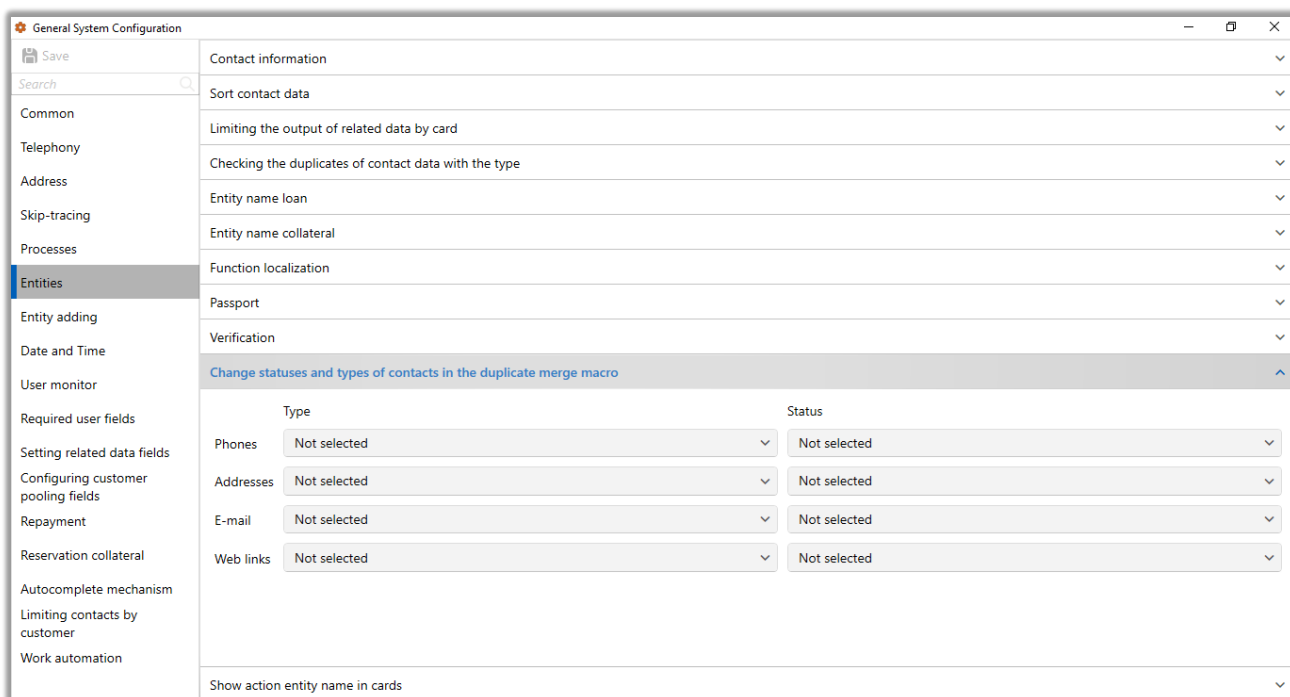 General System Configuration
Save
Search
Common
Telephony
Address
Skip-tracing
Processes
Entities
Entity adding
Date and Time
User monitor
Required user fields
Setting related data fields
Configuring customer
pooling fields
Repayment
Reservation collateral
Autocomplete mechanism
Limiting contacts by
customer
Work automation
Contact information
Sort contact data
Limiting the output of related data by card
Checking the duplicates of contact data with the type
Entity name loan
Entity name collateral
Function localization
Passport
Verification
Change statuses and types of contacts in the duplicate merge macro
Type Status
Phones Not selected Not selected
Addresses Not selected Not selected
E-mail Not selected Not selected
Web links Not selected Not selected
Show action entity name in cards